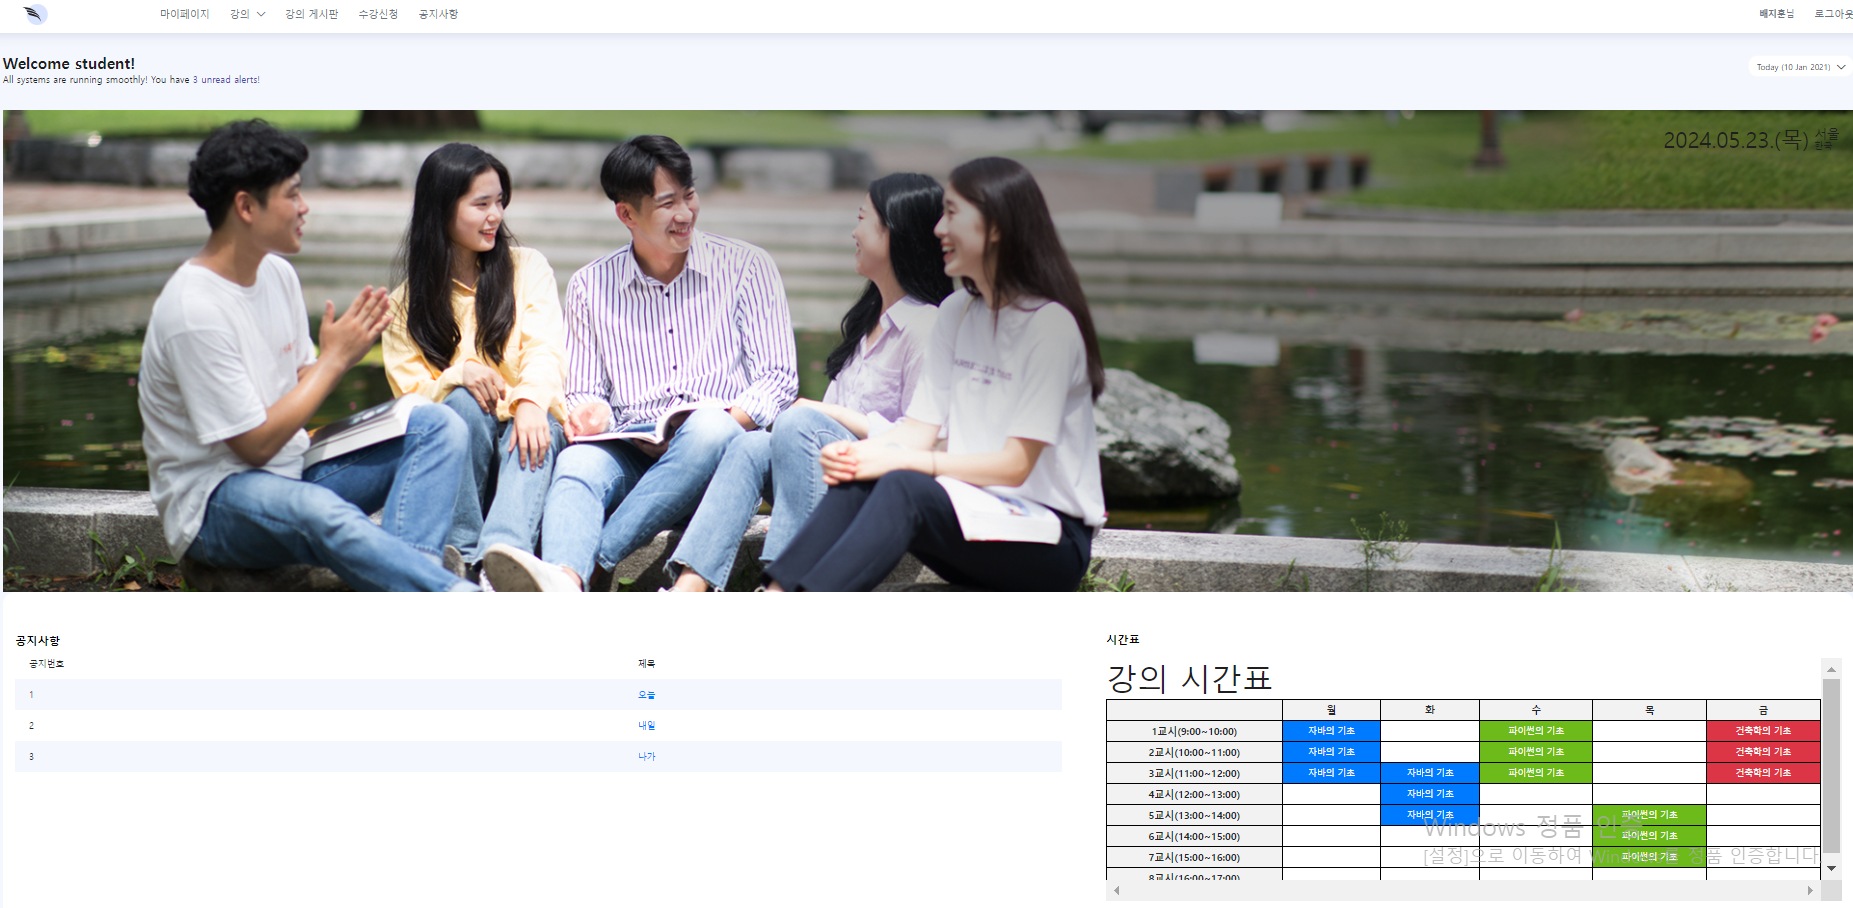 마이페이지 강의 강의 게시판 수강신청 공지사항 배지훈님 로그아웃
Welcome student!
All systems are running smoothly! You have 3 unread alerts!
Today (10 Jan 2021)
2024.05.23.(목) 서울
한국
공지사항
공지번호 제목
1 오늘
2 내일
3 나가
시간표
강의 시간표
월 화 수 목 금
1교시(9:00~10:00) 자바의 기초 파이썬의 기초 건축학의 기초
2교시(10:00~11:00) 자바의 기초 파이썬의 기초 건축학의 기초
3교시(11:00~12:00) 자바의 기초 자바의 기초 파이썬의 기초 건축학의 기초
4교시(12:00~13:00) 자바의 기초
5교시(13:00~14:00) 자바의 기초 파이썬의 기초
6교시(14:00~15:00) 파이썬의 기초
7교시(15:00~16:00) 파이썬의 기초
8교시(16:00~17:00)
Windows 정품 인증
[설정]으로 이동하여 Windows를 정품 인증합니다